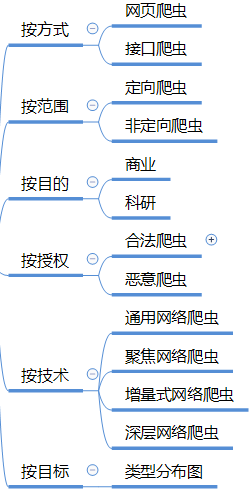 按方式
网页爬虫
接口爬虫
按范围
定向爬虫
非定向爬虫
按目的
商业
科研
按授权
合法爬虫
恶意爬虫
按技术
通用网络爬虫
聚焦网络爬虫
增量式网络爬虫
深层网络爬虫
按目标
类型分布图